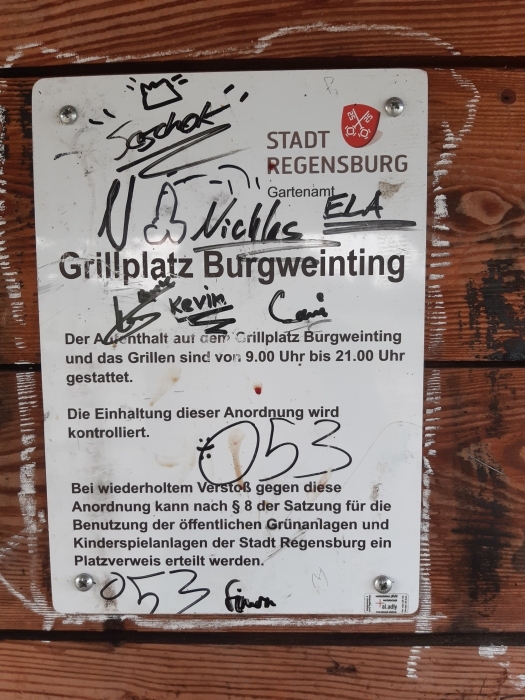 STADT
REGENSBURG
Gartenamt
Nicklas
ELA
Grillplatz Burgweinting
Kevin
Der Aufenthalt auf dem Grillplatz Burgweinting
und das Grillen sind von 9.00 Uhr bis 21.00 Uhr
gestattet.
Die Einhaltung dieser Anordnung wird
kontrolliert.
053
Bei wiederholtem Verstoß gegen diese
Anordnung kann nach § 8 der Satzung für die
Benutzung der öffentlichen Grünanlagen und
Kinderspielanlagen der Stadt Regensburg ein
Platzverweis erteilt werden.
053
Simon